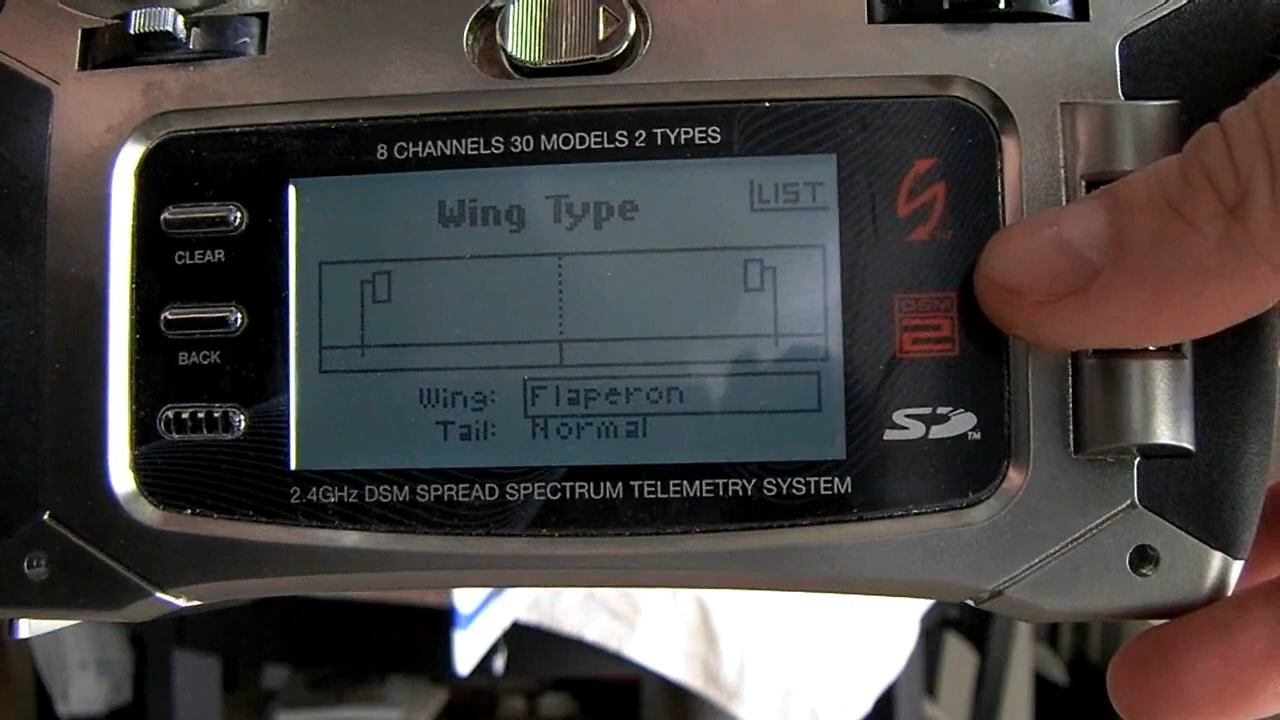 8 CHANNELS 30 MODELS 2 TYPES
Wing Type
LIST
CLEAR
BACK
Wing: Flaperon
Tail: Normal
DSM
2
SD™
2.4GHz DSM SPREAD SPECTRUM TELEMETRY SYSTEM